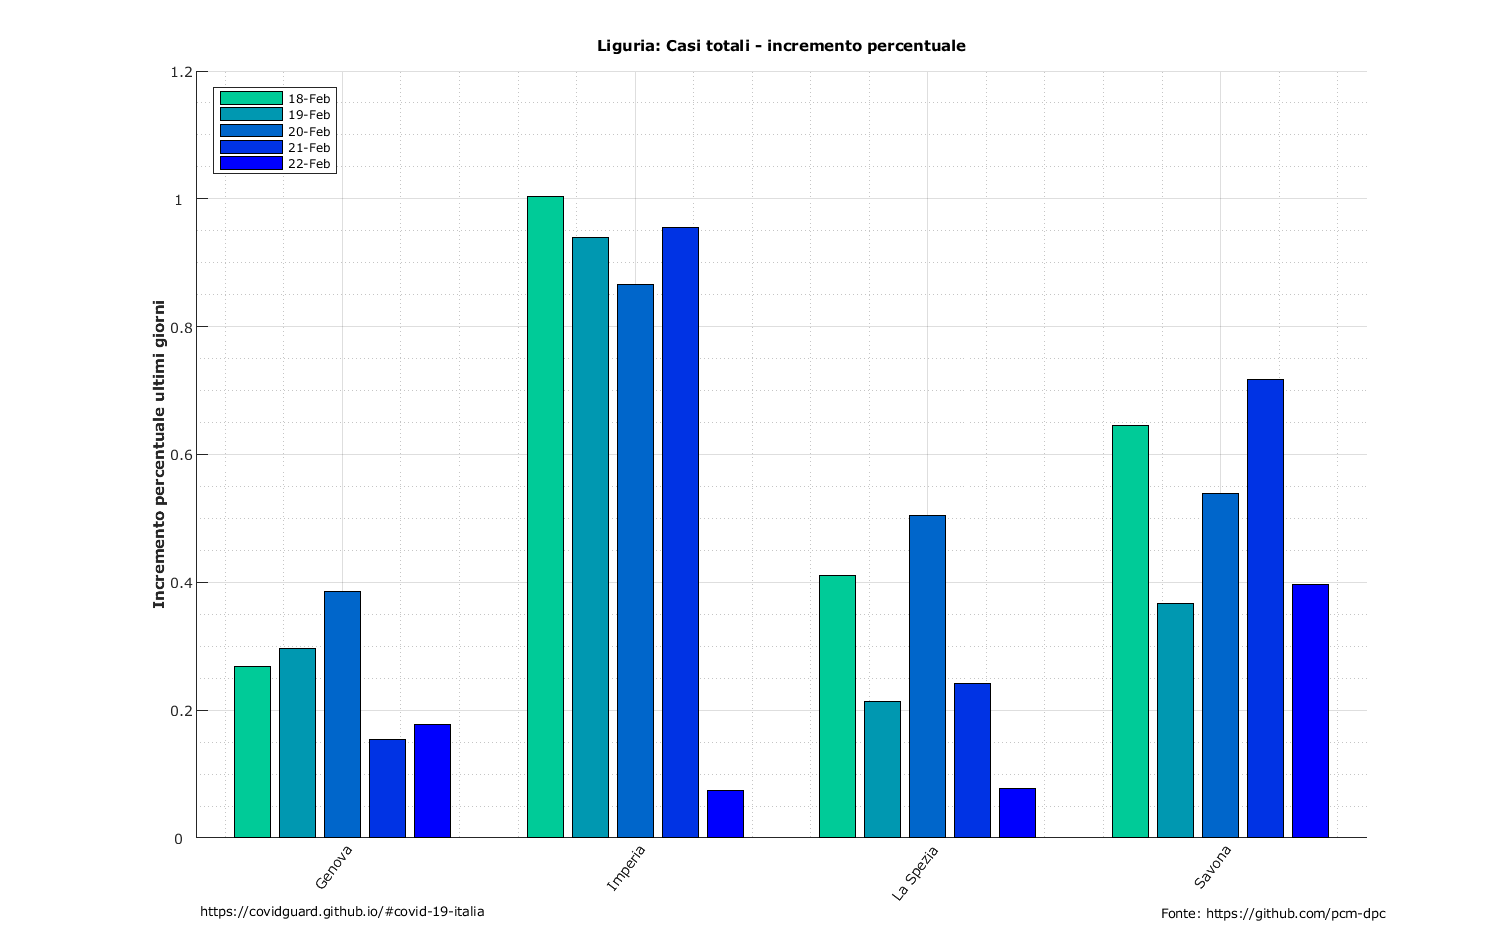 Liguria: Casi totali - incremento percentuale
Incremento percentuale ultimi giorni
1.2
1
0.8
0.6
0.4
0.2
0
18-Feb
19-Feb
20-Feb
21-Feb
22-Feb
Genova
Imperia
La Spezia
Savona
https://covidguard.github.io/#covid-19-italia
Fonte: https://github.com/pcm-dpc